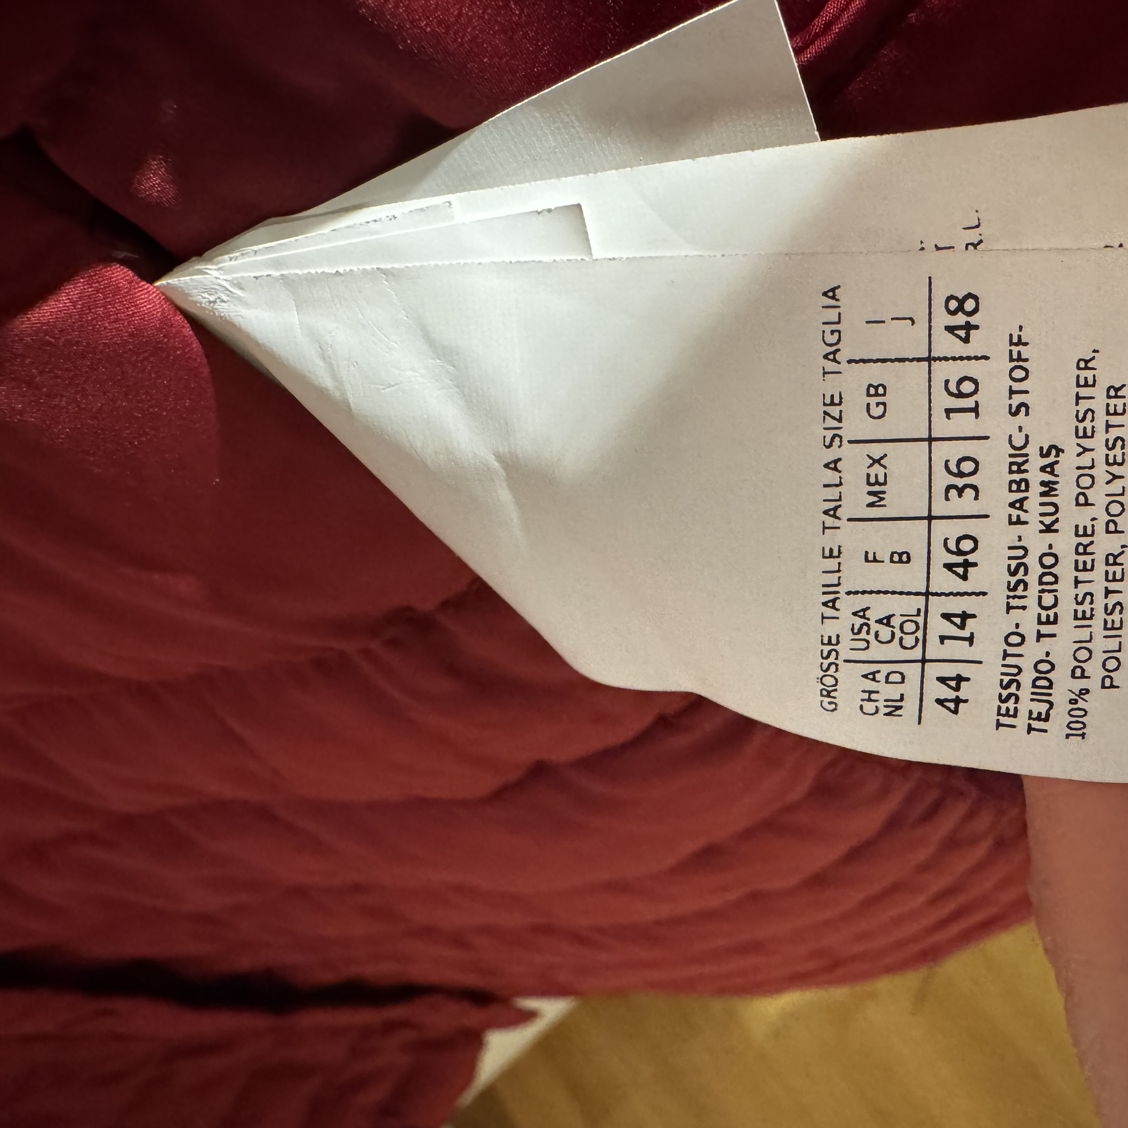 GRÖSSE TAILLE TALLA SIZE TAGLIA
CH A | USA | F | MEX | GB | I
NL D | CA | B | J
COL
44 | 14 | 46 | 36 | 16 | 48
TESSUTO- TISSU- FABRIC- STOFF-
TEJIDO- TECIDO- KUMAŞ
100% POLIESTERE, POLYESTER,
POLIESTER, POLYESTER
R.L.